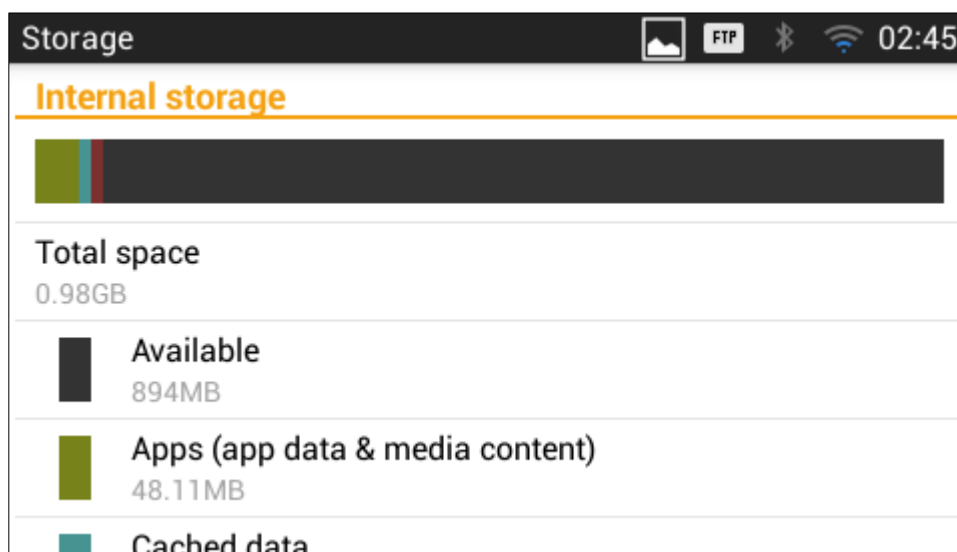 Storage FTP 02:45
Internal storage
Total space
0.98GB
Available
894MB
Apps (app data & media content)
48.11MB
Cached data